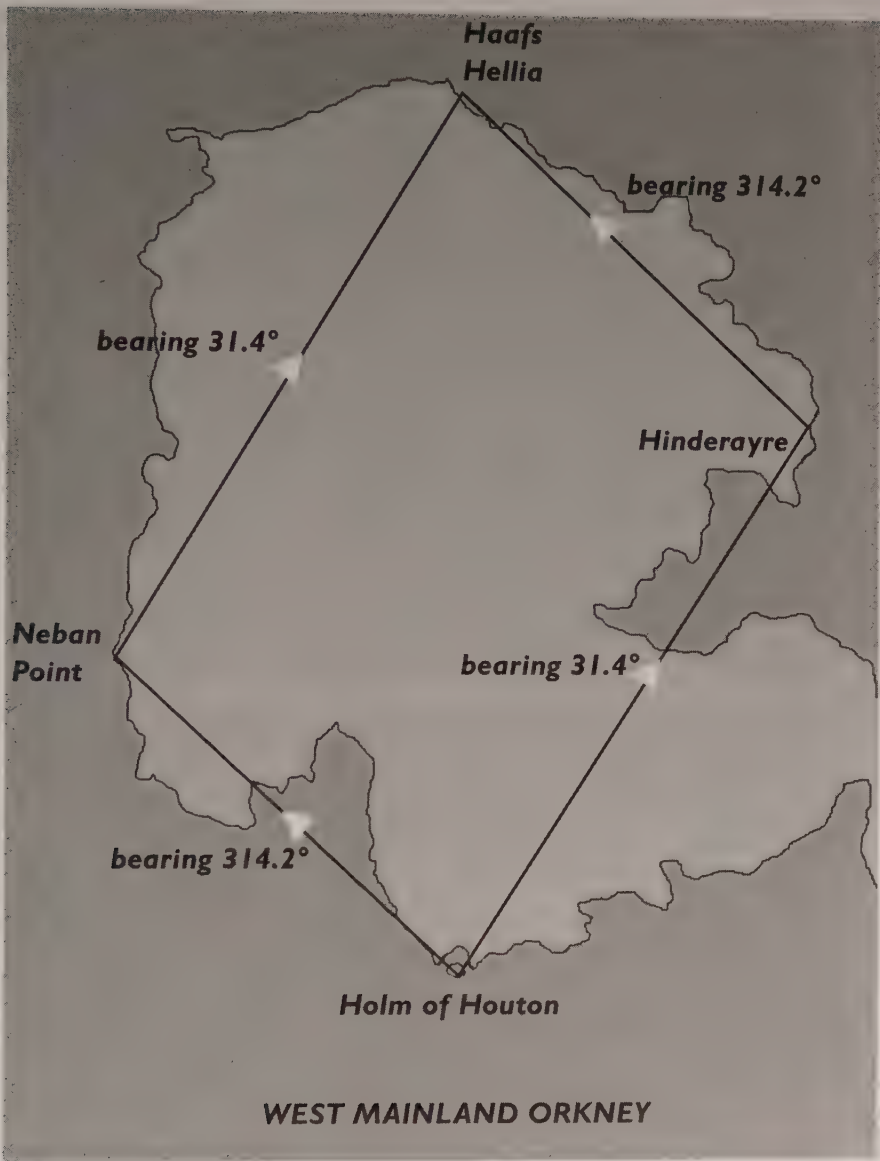 Haafs
Hellia
bearing 314.2°
bearing 31.4°
Hinderayre
Neban
Point
bearing 31.4°
bearing 314.2°
Holm of Houton
WEST MAINLAND ORKNEY